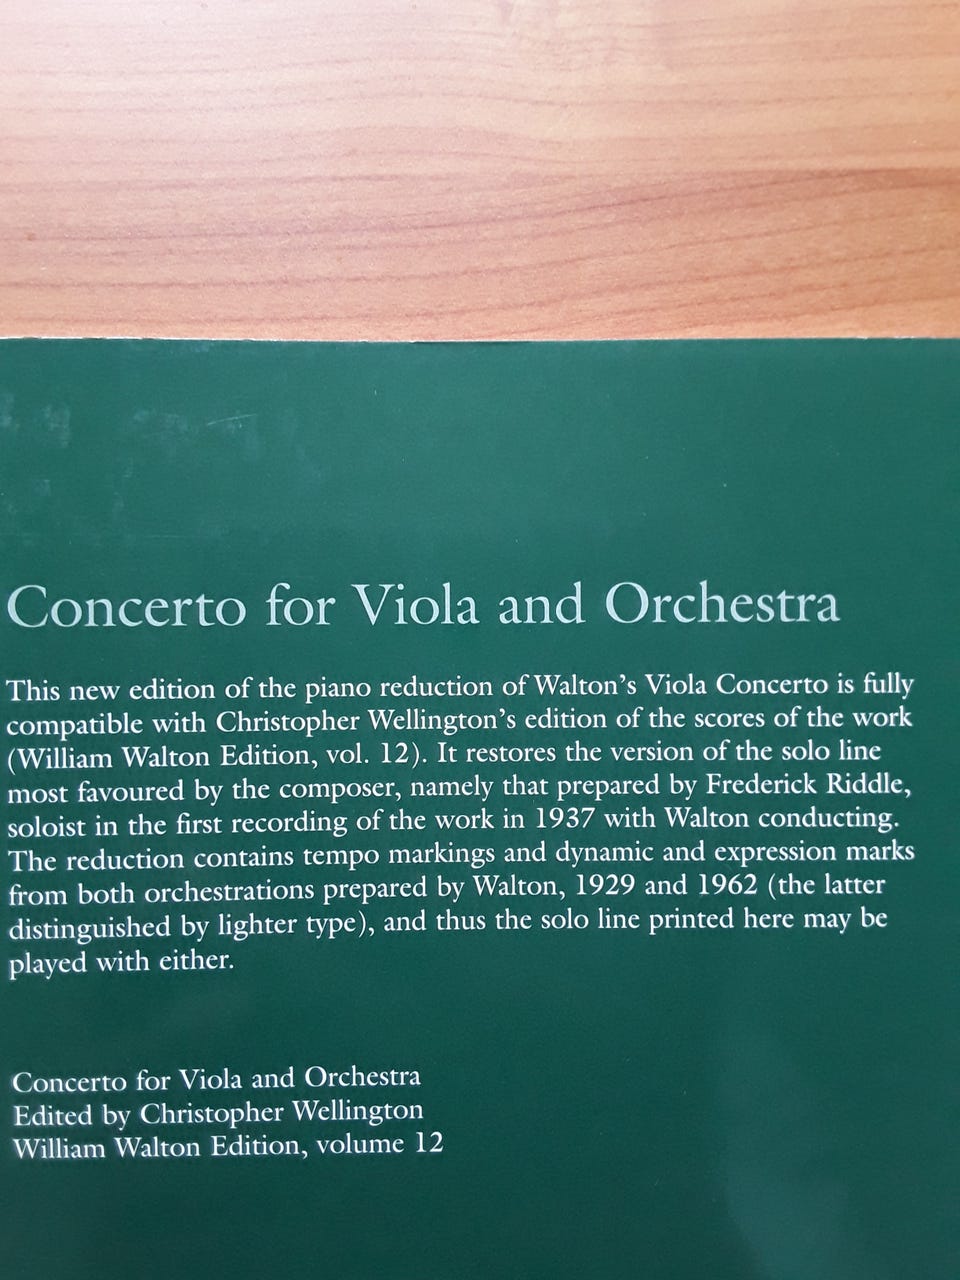 Concerto for Viola and Orchestra
This new edition of the piano reduction of Walton's Viola Concerto is fully
compatible with Christopher Wellington's edition of the scores of the work
(William Walton Edition, vol. 12). It restores the version of the solo line
most favoured by the composer, namely that prepared by Frederick Riddle,
soloist in the first recording of the work in 1937 with Walton conducting.
The reduction contains tempo markings and dynamic and expression marks
from both orchestrations prepared by Walton, 1929 and 1962 (the latter
distinguished by lighter type), and thus the solo line printed here may be
played with either.
Concerto for Viola and Orchestra
Edited by Christopher Wellington
William Walton Edition, volume 12